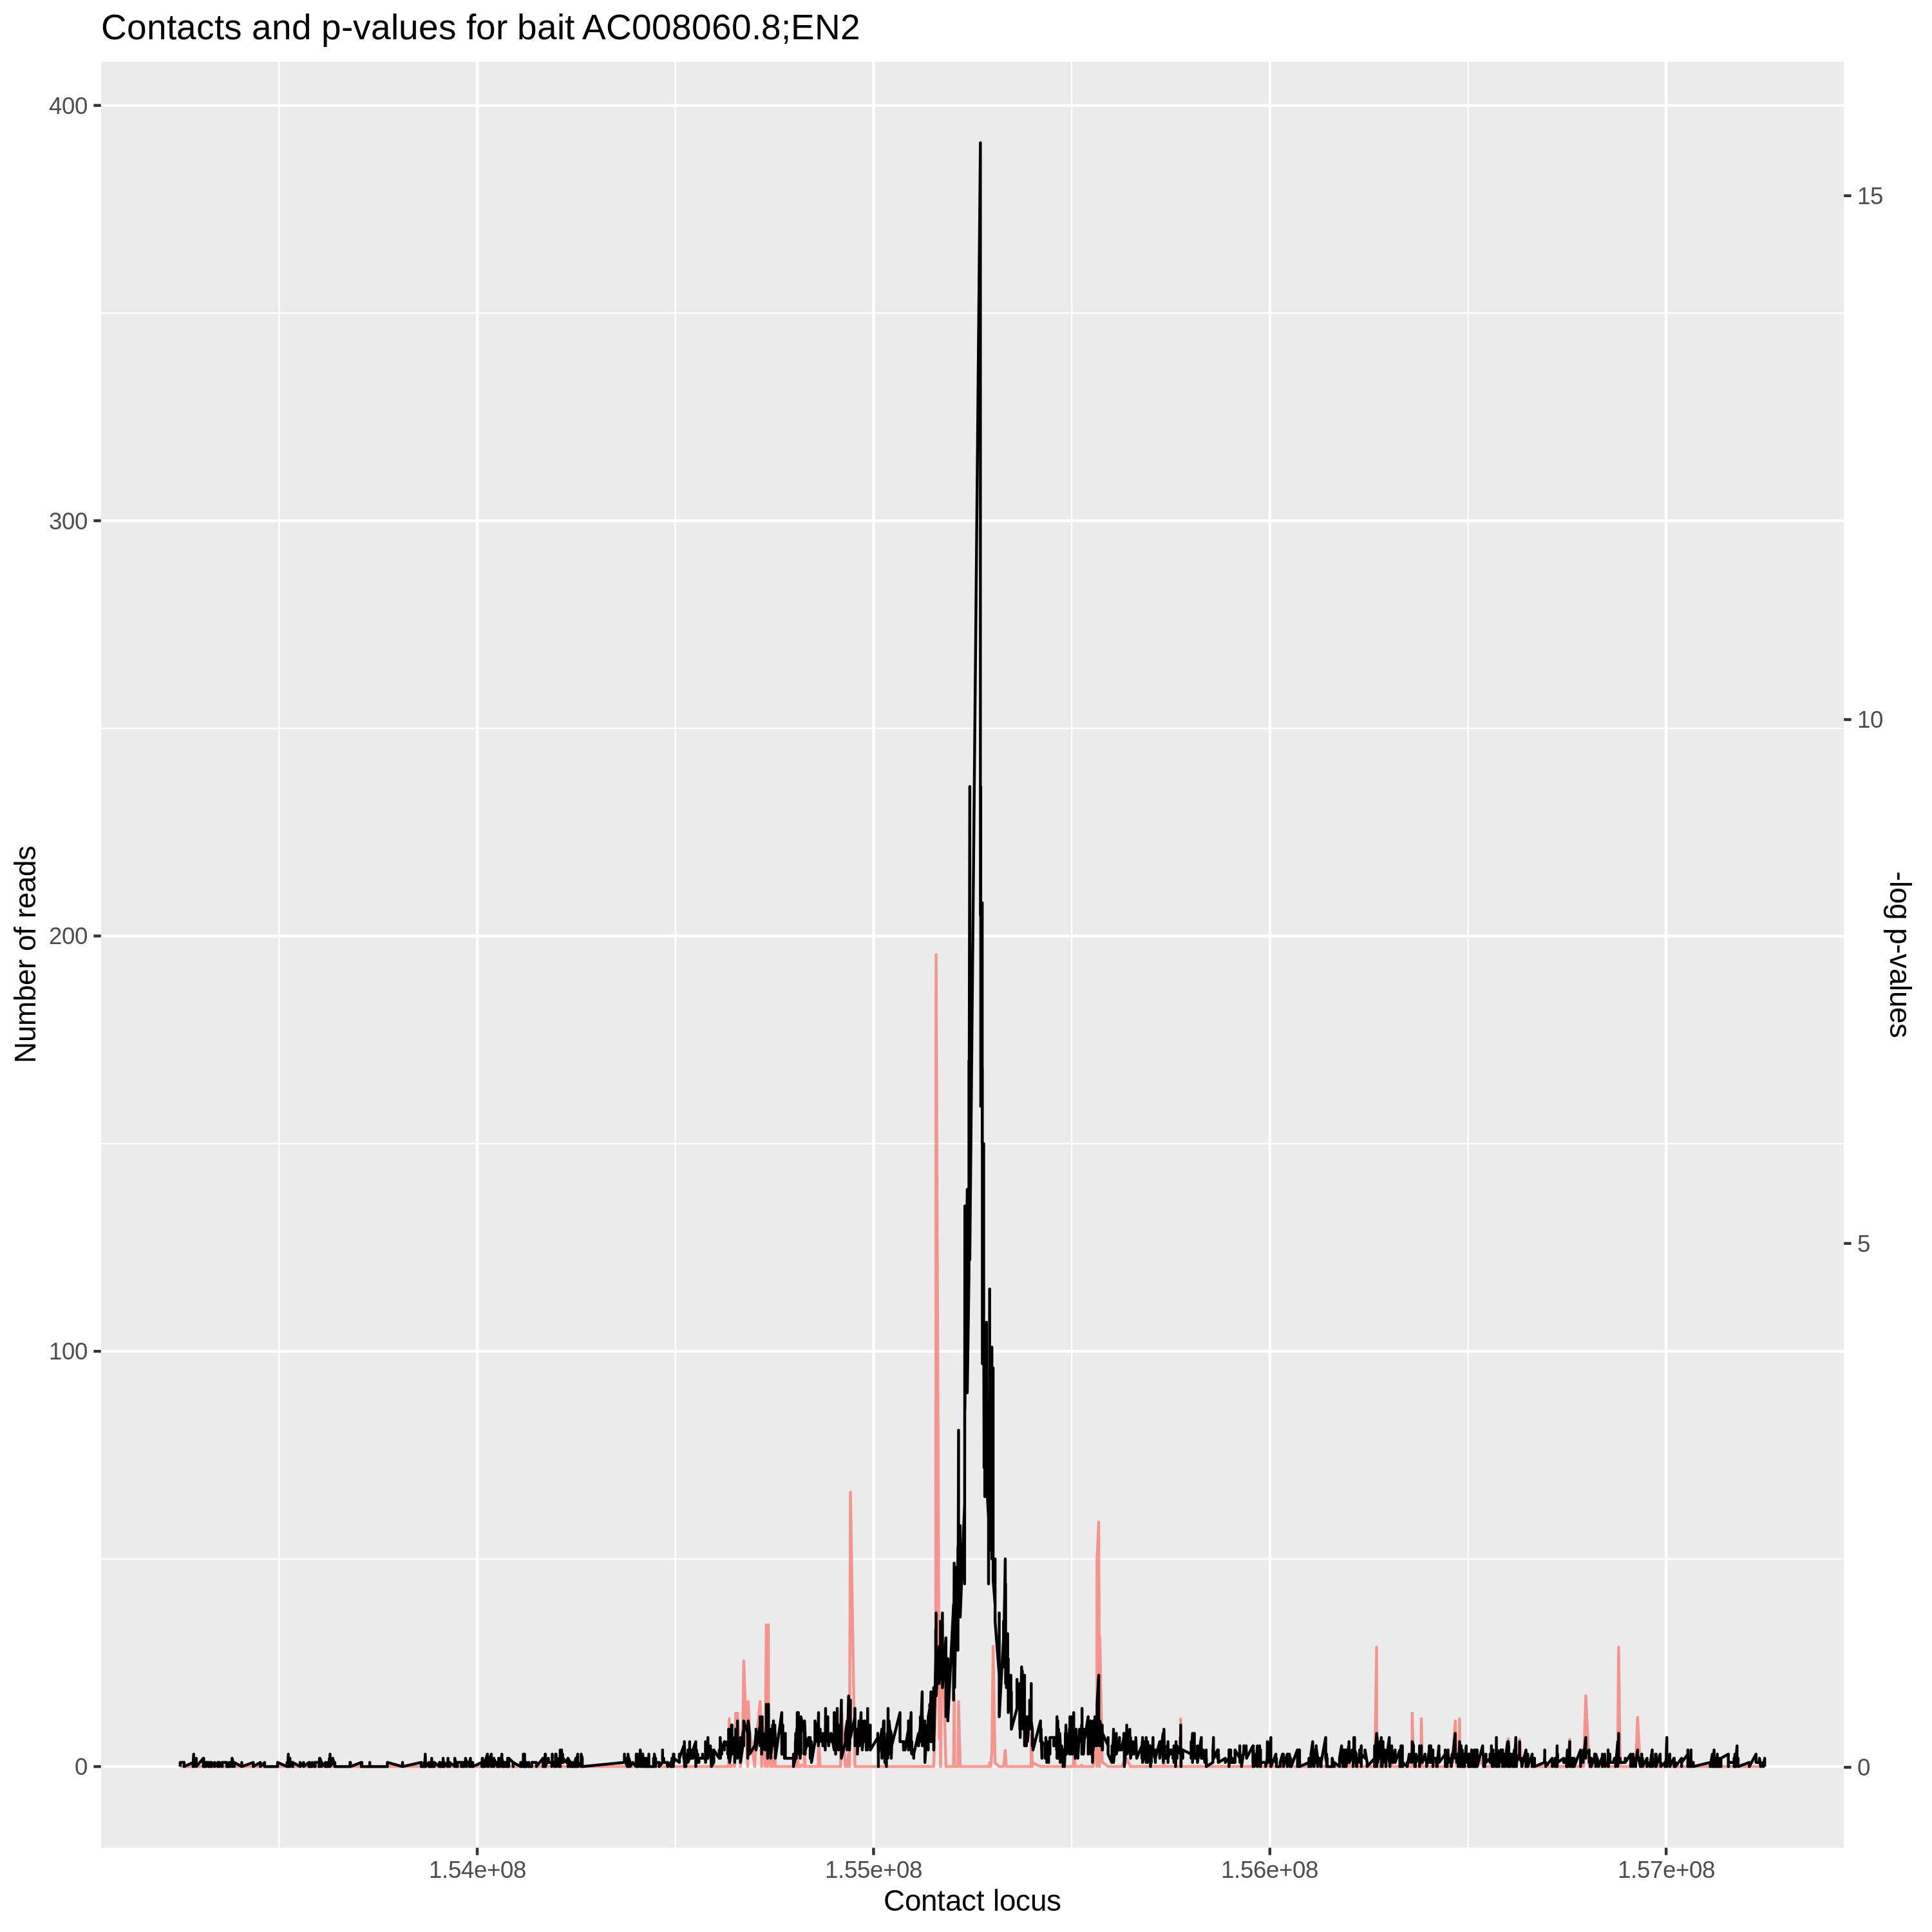 Contacts and p-values for bait AC008060.8;EN2
400
300
200
100
0
Number of reads
15
10
5
0
-log p-values
1.54e+08
1.55e+08
1.56e+08
1.57e+08
Contact locus